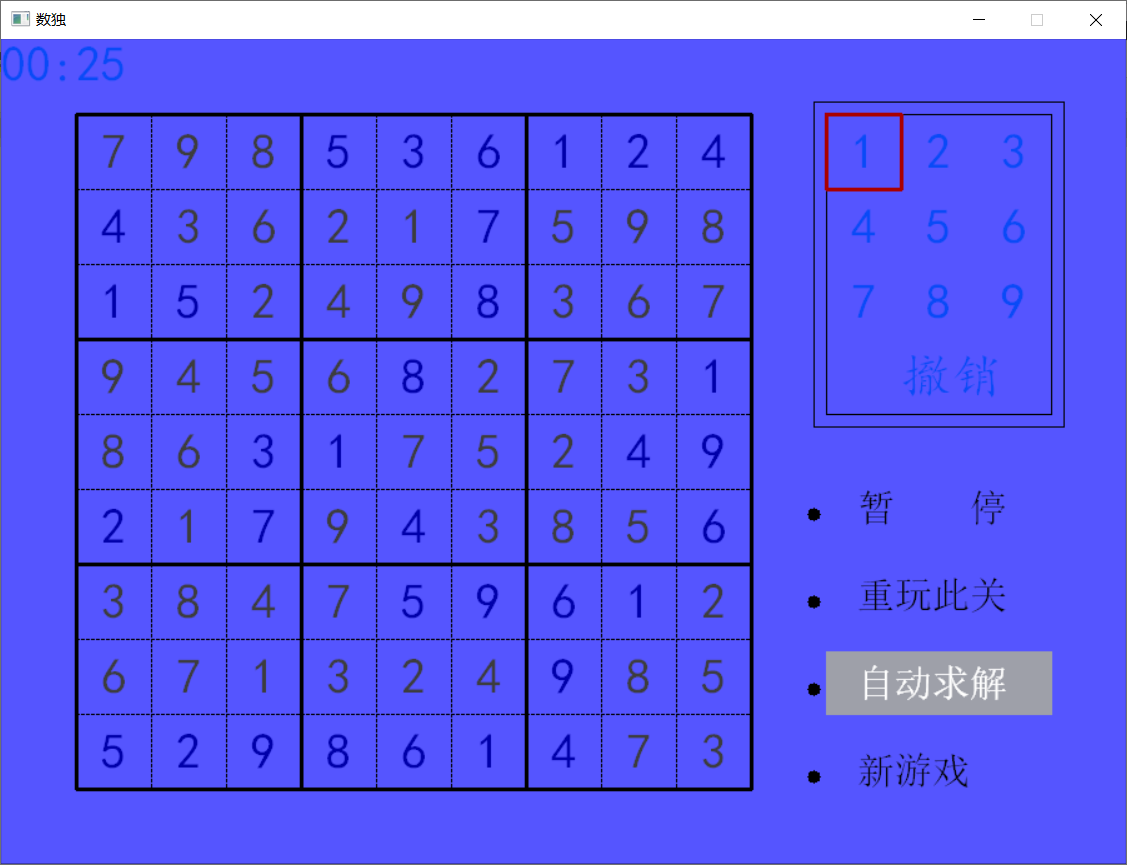 数独
00:25
7 9 8 5 3 6 1 2 4
4 3 6 2 1 7 5 9 8
1 5 2 4 9 8 3 6 7
9 4 5 6 8 2 7 3 1
8 6 3 1 7 5 2 4 9
2 1 7 9 4 3 8 5 6
3 8 4 7 5 9 6 1 2
6 7 1 3 2 4 9 8 5
5 2 9 8 6 1 4 7 3
1 2 3
4 5 6
7 8 9
撤销
暂 停
重玩此关
自动求解
新游戏